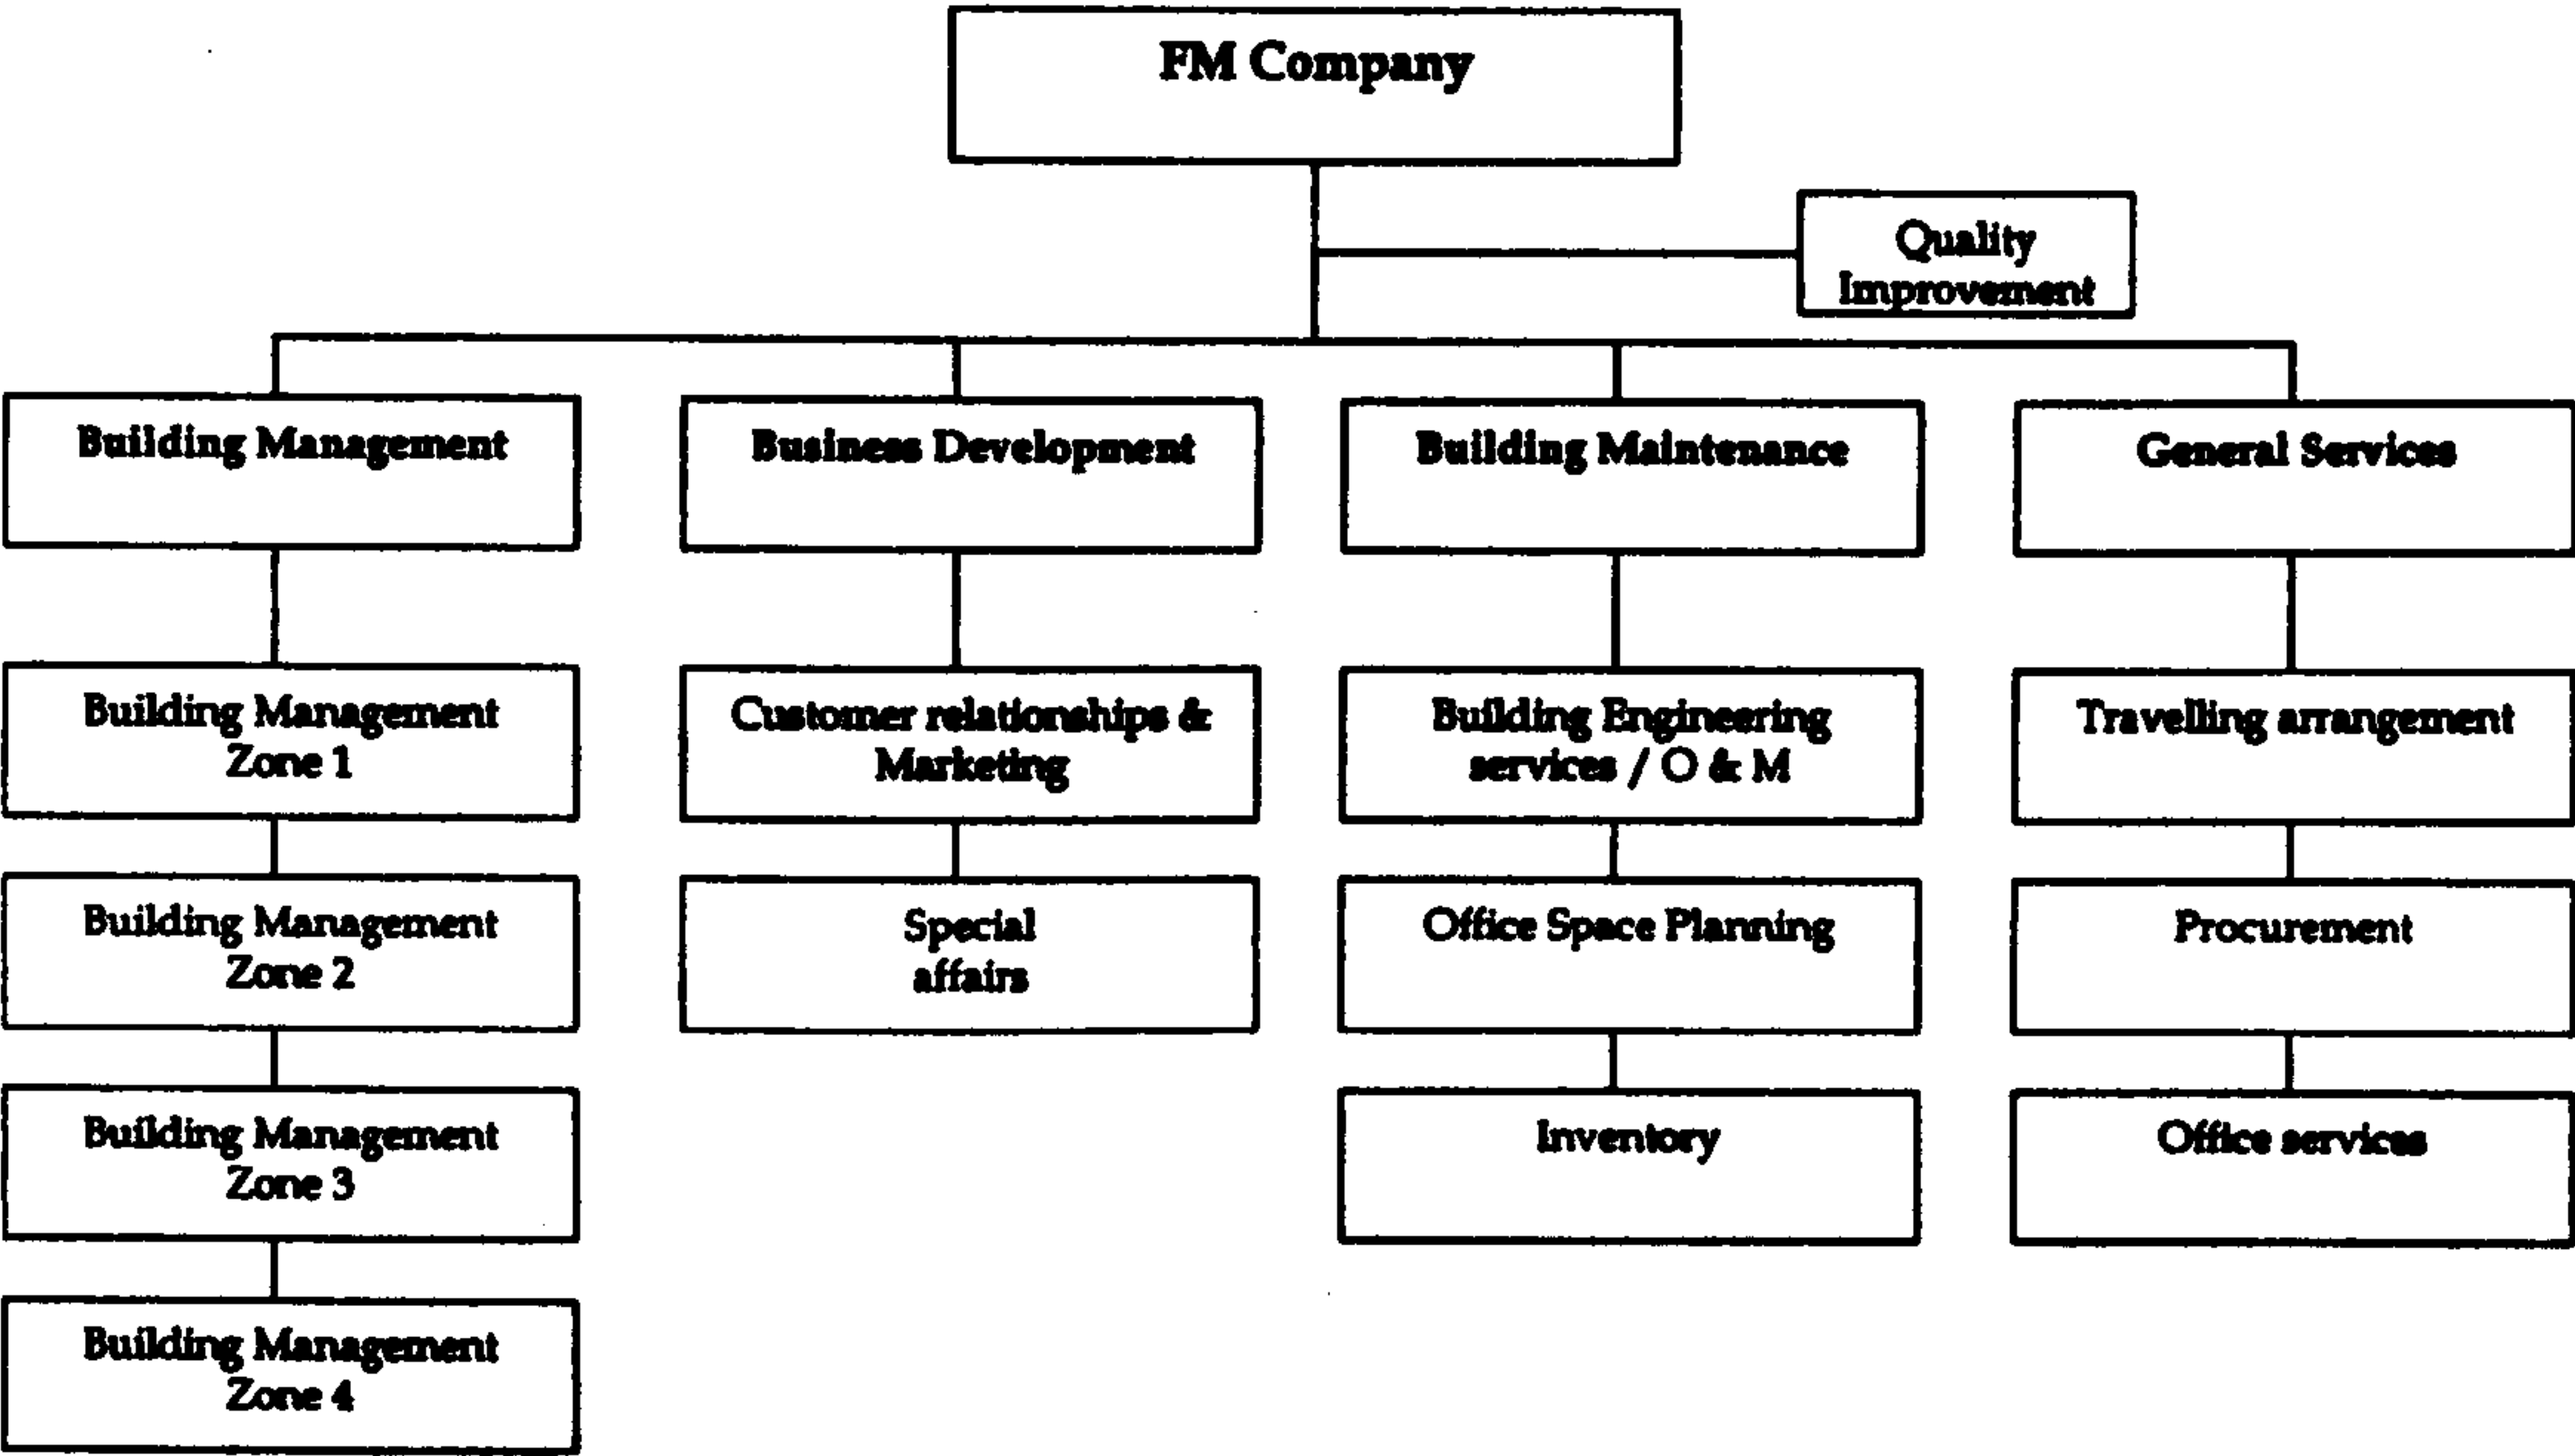 FM Company
Quality
Improvement
Building Management
Business Development
Building Maintenance
General Services
Building Management
Zone 1
Customer relationships &
Marketing
Building Engineering
services / O & M
Travelling arrangement
Building Management
Zone 2
Special
affairs
Office Space Planning
Procurement
Building Management
Zone 3
Inventory
Office services
Building Management
Zone 4